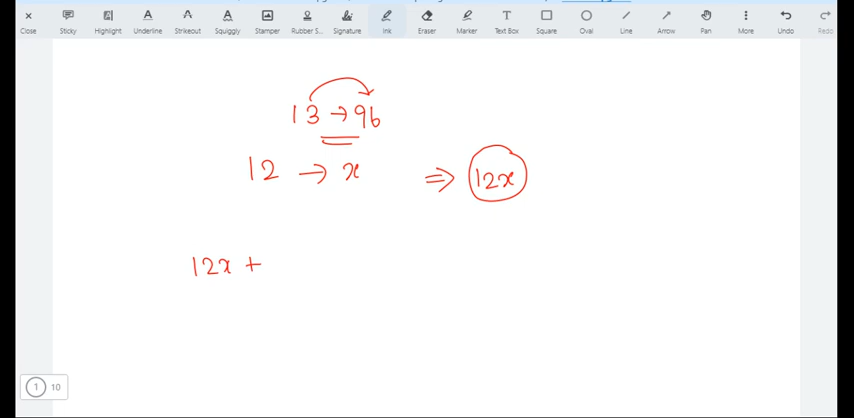 Close Sticky Highlight Underline Strikeout Squiggly Stamper Rubber S... Signature Ink Eraser Marker Text Box Square Oval Line Arrow Pan More Undo Redo
13 → 96
12 → x ⇒ 12x
12x +
1 10